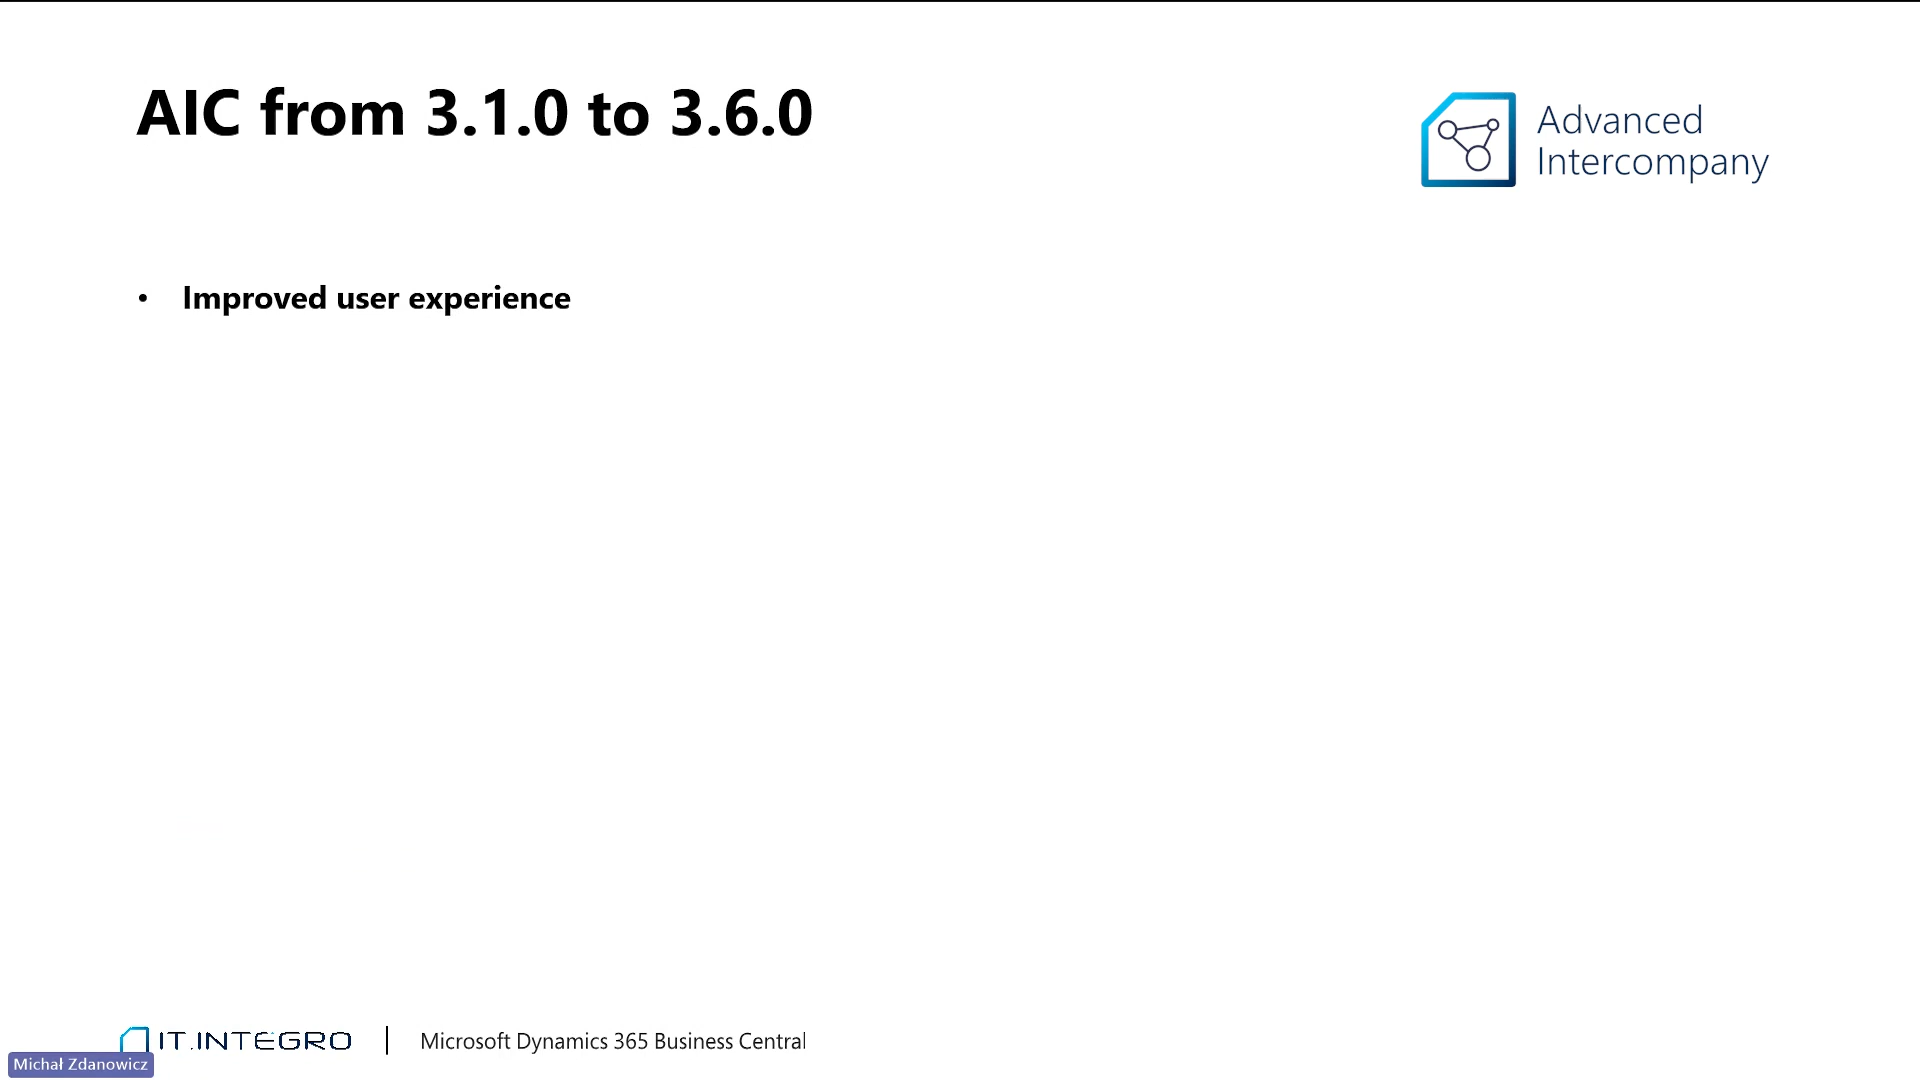 AIC from 3.1.0 to 3.6.0
Advanced
Intercompany
• Improved user experience
IT.INTEGRO
Microsoft Dynamics 365 Business Central
Michał Zdanowicz